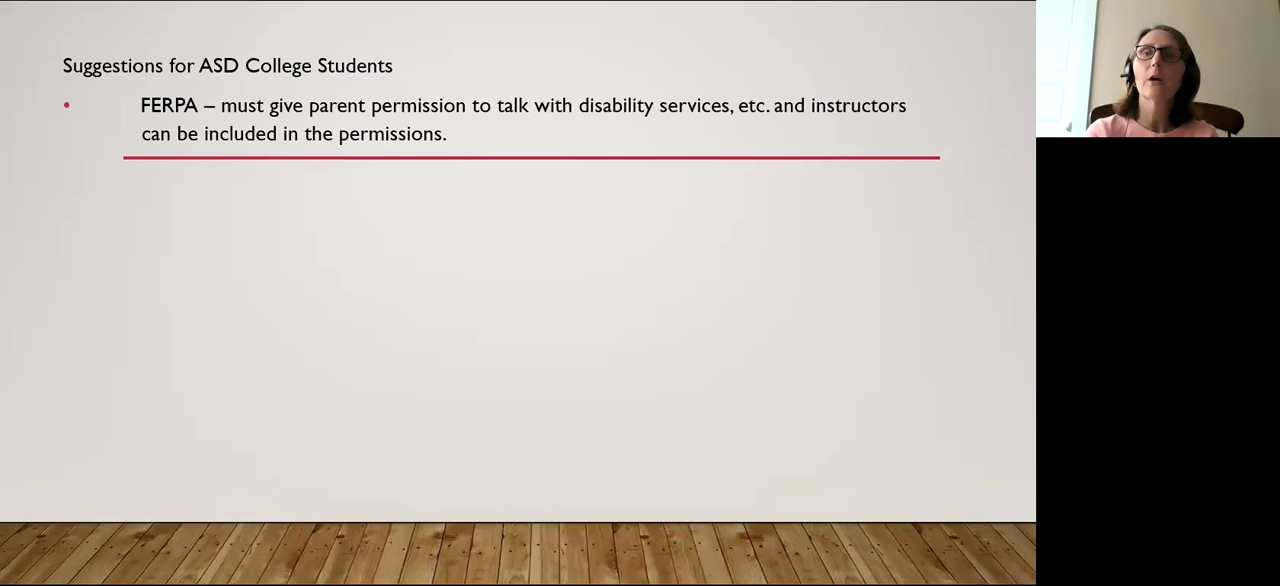 Suggestions for ASD College Students
• FERPA – must give parent permission to talk with disability services, etc. and instructors
can be included in the permissions.